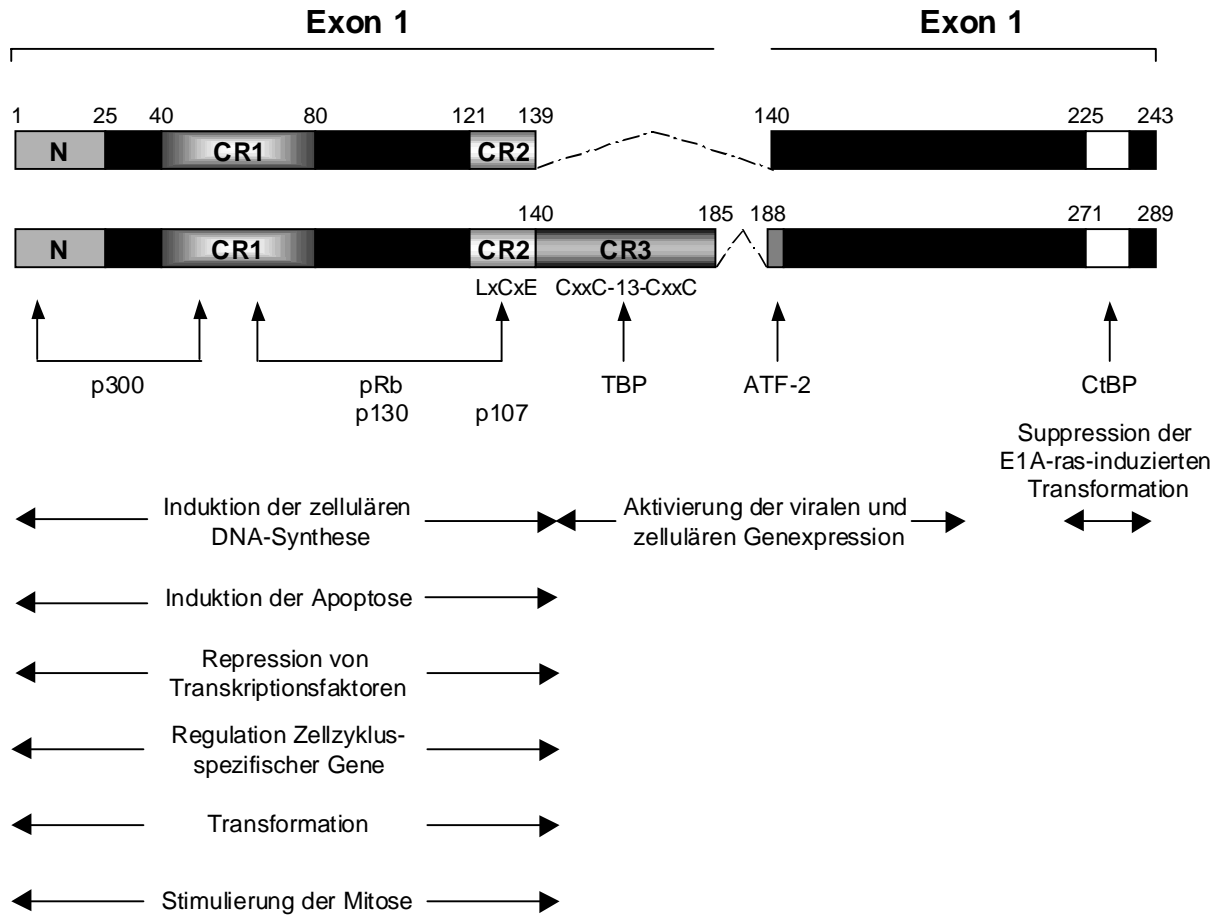 Exon 1 Exon 1
1 25 40 80 121 139 140 225 243
N CR1 CR2
140 185 188 271 289
N CR1 CR2 CR3
LxCxE CxxC-13-CxxC
p300 pRb TBP ATF-2 CtBP
p130 p107
Suppression der
E1A-ras-induzierten
Transformation
Induktion der zellulären
DNA-Synthese
Aktivierung der viralen und
zellulären Genexpression
Induktion der Apoptose
Repression von
Transkriptionsfaktoren
Regulation Zellzyklus-
spezifischer Gene
Transformation
Stimulierung der Mitose